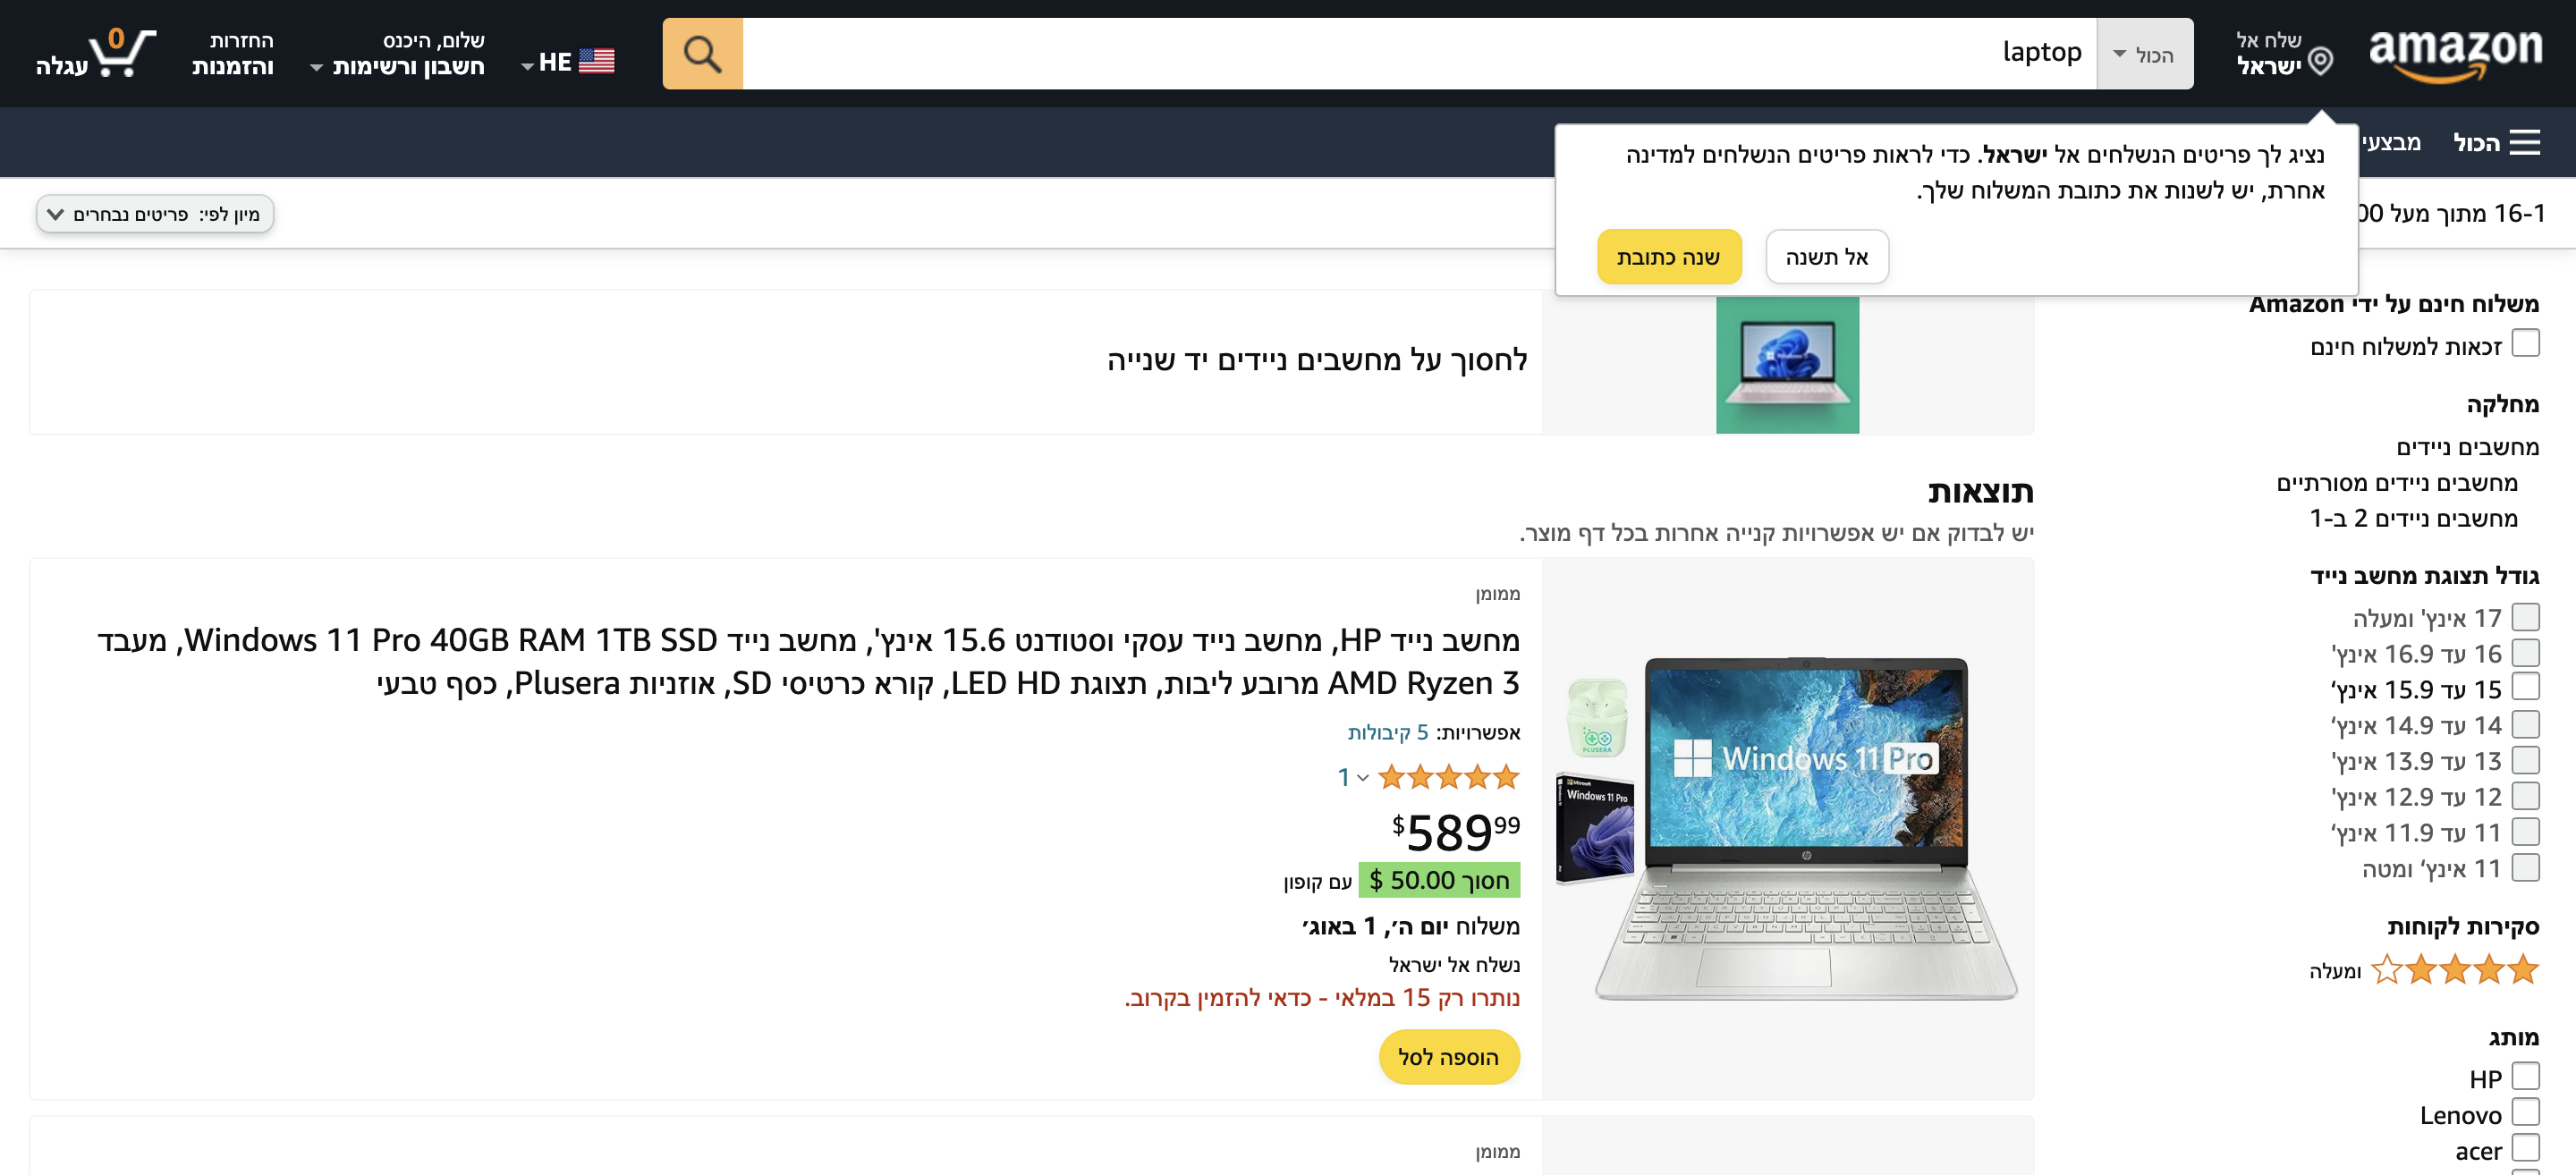 amazon
שלח אל
ישראל
הכול
laptop
HE
שלום, היכנס
חשבון ורשימות
החזרות
והזמנות
0
עגלה
הכול
מבצעי
נציג לך פריטים הנשלחים אל ישראל. כדי לראות פריטים הנשלחים למדינה
אחרת, יש לשנות את כתובת המשלוח שלך.
אל תשנה
שנה כתובת
16-1 מתוך מעל 00
מיון לפי: פריטים נבחרים
משלוח חינם על ידי Amazon
זכאות למשלוח חינם
מחלקה
מחשבים ניידים
מחשבים ניידים מסורתיים
מחשבים ניידים 2 ב-1
גודל תצוגת מחשב נייד
17 אינץ' ומעלה
16 עד 16.9 אינץ'
15 עד 15.9 אינץ‘
14 עד 14.9 אינץ‘
13 עד 13.9 אינץ'
12 עד 12.9 אינץ'
11 עד 11.9 אינץ‘
11 אינץ‘ ומטה
סקירות לקוחות
ומעלה
מותג
HP
Lenovo
acer
לחסוך על מחשבים ניידים יד שנייה
תוצאות
יש לבדוק אם יש אפשרויות קנייה אחרות בכל דף מוצר.
Windows 11 Pro
PLUSERA
Microsoft
Windows 11 Pro
hp
ממומן
מחשב נייד HP, מחשב נייד עסקי וסטודנט 15.6 אינץ', מחשב נייד Windows 11 Pro 40GB RAM 1TB SSD, מעבד
AMD Ryzen 3 מרובע ליבות, תצוגת LED HD, קורא כרטיסי SD, אוזניות Plusera, כסף טבעי
אפשרויות: 5 קיבולות
1
$589.99
חסוך 50.00 $ עם קופון
משלוח יום ה׳, 1 באוג׳
נשלח אל ישראל
נותרו רק 15 במלאי - כדאי להזמין בקרוב.
הוספה לסל
ממומן